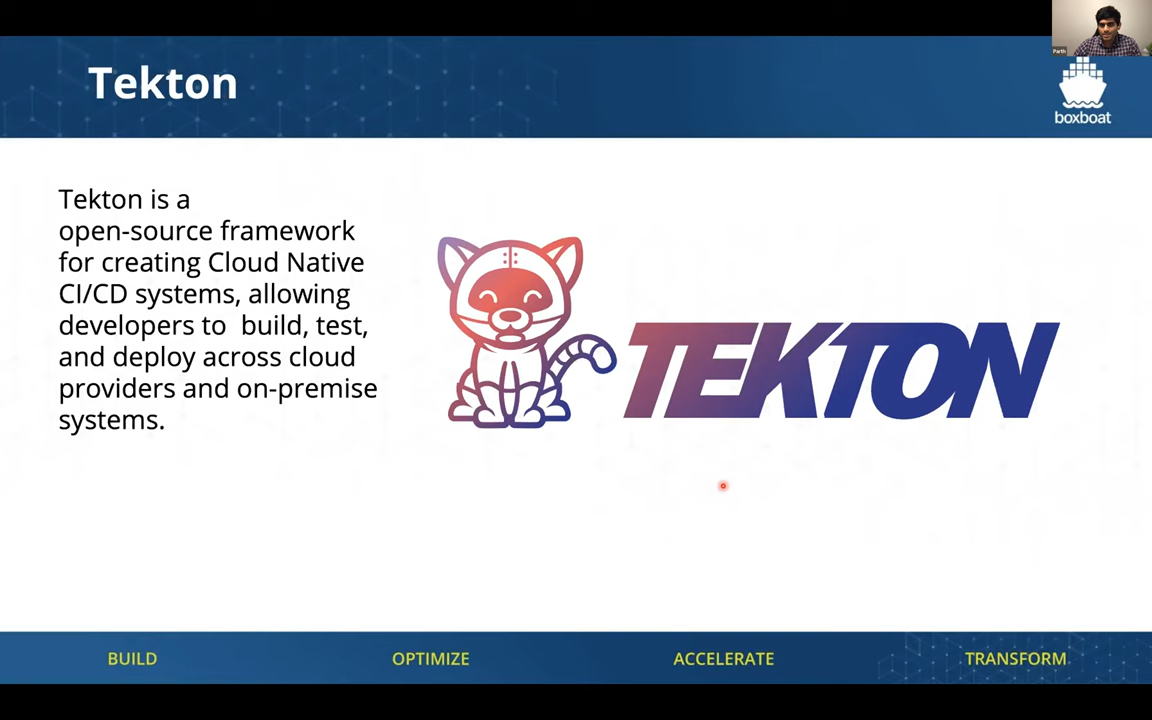 Parth
Tekton
boxboat
Tekton is a
open-source framework
for creating Cloud Native
CI/CD systems, allowing
developers to  build, test,
and deploy across cloud
providers and on-premise
systems.
TEKTON
BUILD
OPTIMIZE
ACCELERATE
TRANSFORM